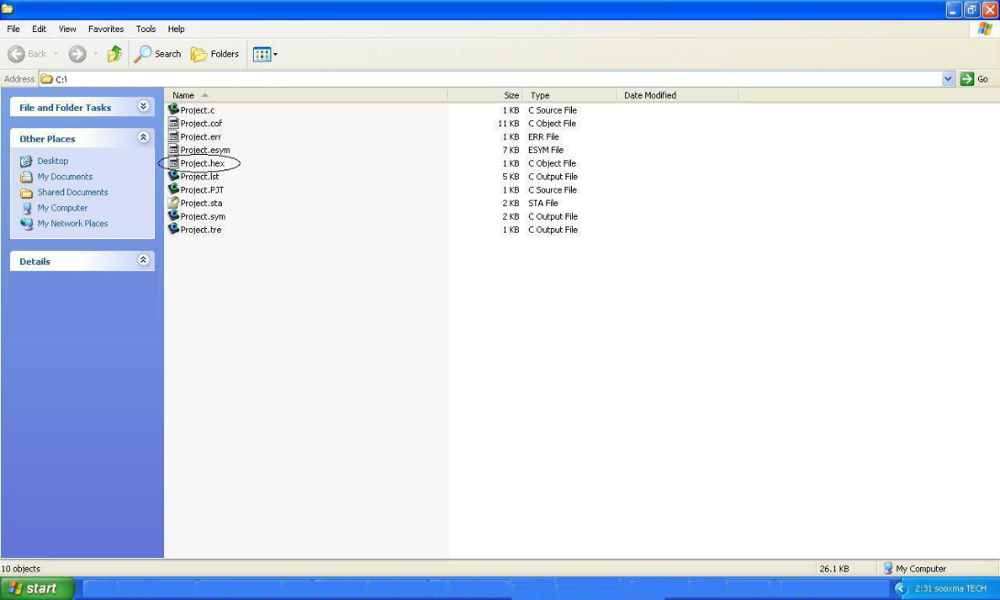 File Edit View Favorites Tools Help
Back Search Folders
Address C:\ Go
File and Folder Tasks
Other Places
Desktop
My Documents
Shared Documents
My Computer
My Network Places
Details
Name Size Type Date Modified
Project.c 1 KB C Source File
Project.cof 11 KB C Object File
Project.err 1 KB ERR File
Project.esym 7 KB ESYM File
Project.hex 1 KB C Object File
Project.lst 5 KB C Output File
Project.PJT 1 KB C Source File
Project.sta 2 KB STA File
Project.sym 2 KB C Output File
Project.tre 1 KB C Output File
10 objects 26.1 KB My Computer
start 2:31 sooxma TECH